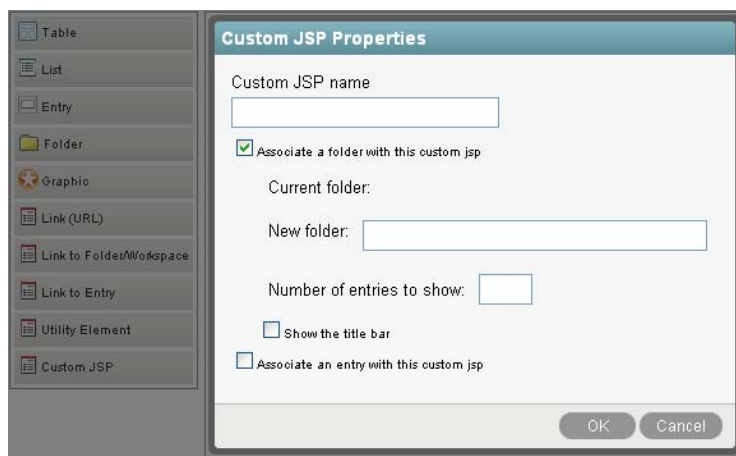 Table
List
Entry
Folder
Graphic
Link (URL)
Link to Folder/Workspace
Link to Entry
Utility Element
Custom JSP
Custom JSP Properties
Custom JSP name
Associate a folder with this custom jsp
Current folder:
New folder:
Number of entries to show:
Show the title bar
Associate an entry with this custom jsp
OK Cancel